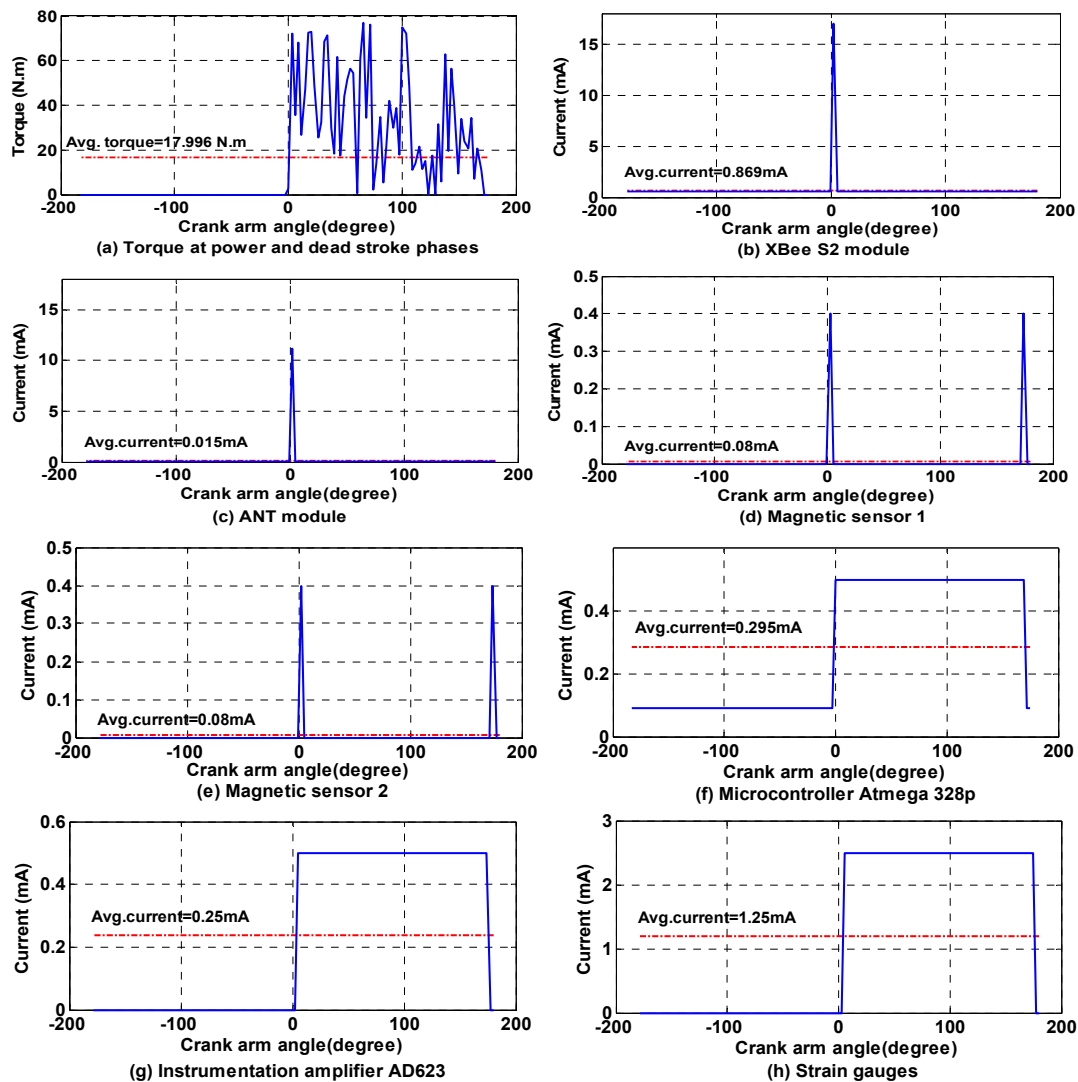 80
60
40
20
0
Torque (N.m)
Avg. torque=17.996 N.m
-200 -100 0 100 200
Crank arm angle(degree)
(a) Torque at power and dead stroke phases
15
10
5
0
Current (mA)
Avg.current=0.869mA
-200 -100 0 100 200
Crank arm angle(degree)
(b) XBee S2 module
15
10
5
0
Current (mA)
Avg.current=0.015mA
-200 -100 0 100 200
Crank arm angle(degree)
(c) ANT module
0.5
0.4
0.3
0.2
0.1
0
Current (mA)
Avg.current=0.08mA
-200 -100 0 100 200
Crank arm angle(degree)
(d) Magnetic sensor 1
0.5
0.4
0.3
0.2
0.1
0
Current (mA)
Avg.current=0.08mA
-200 -100 0 100 200
Crank arm angle(degree)
(e) Magnetic sensor 2
0.4
0.2
0
Current (mA)
Avg.current=0.295mA
-200 -100 0 100 200
Crank arm angle(degree)
(f) Microcontroller Atmega 328p
0.6
0.4
0.2
0
Current (mA)
Avg.current=0.25mA
-200 -100 0 100 200
Crank arm angle(degree)
(g) Instrumentation amplifier AD623
3
2
1
0
Current (mA)
Avg.current=1.25mA
-200 -100 0 100 200
Crank arm angle(degree)
(h) Strain gauges